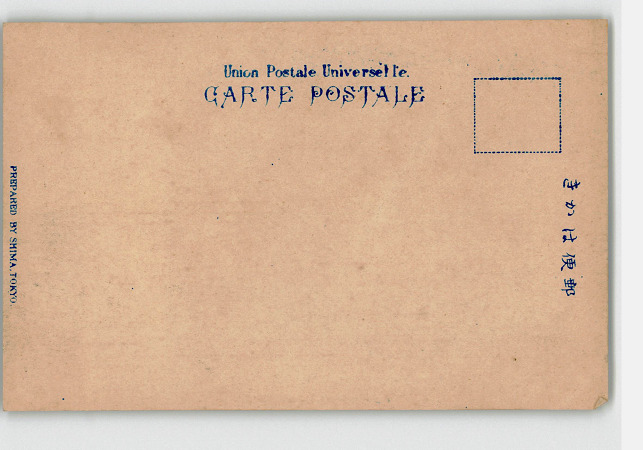 Union Postale Universelle.
CARTE POSTALE
郵便はかき
PREPARED BY SHIMA, TOKYO.